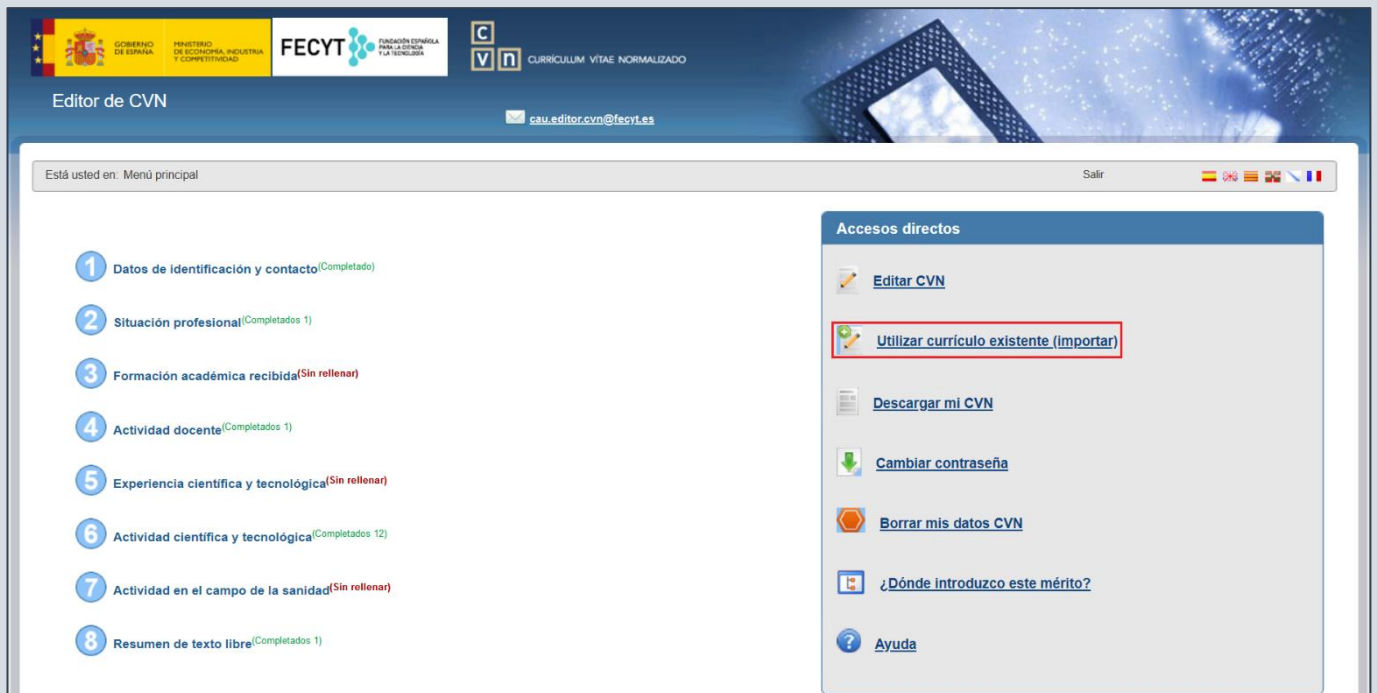 GOBIERNO
DE ESPAÑA
MINISTERIO
DE ECONOMÍA, INDUSTRIA
Y COMPETITIVIDAD
FECYT
FUNDACIÓN ESPAÑOLA
PARA LA CIENCIA
Y LA TECNOLOGÍA
C
V n CURRÍCULUM VÍTAE NORMALIZADO
Editor de CVN
cau.editor.cvn@fecyt.es
Está usted en: Menú principal
Salir
Accesos directos
1 Datos de identificación y contacto(Completado)
2 Situación profesional(Completados 1)
3 Formación académica recibida(Sin rellenar)
4 Actividad docente(Completados 1)
5 Experiencia científica y tecnológica(Sin rellenar)
6 Actividad científica y tecnológica(Completados 12)
7 Actividad en el campo de la sanidad(Sin rellenar)
8 Resumen de texto libre(Completados 1)
Editar CVN
Utilizar currículo existente (importar)
Descargar mi CVN
Cambiar contraseña
Borrar mis datos CVN
¿Dónde introduzco este mérito?
? Ayuda